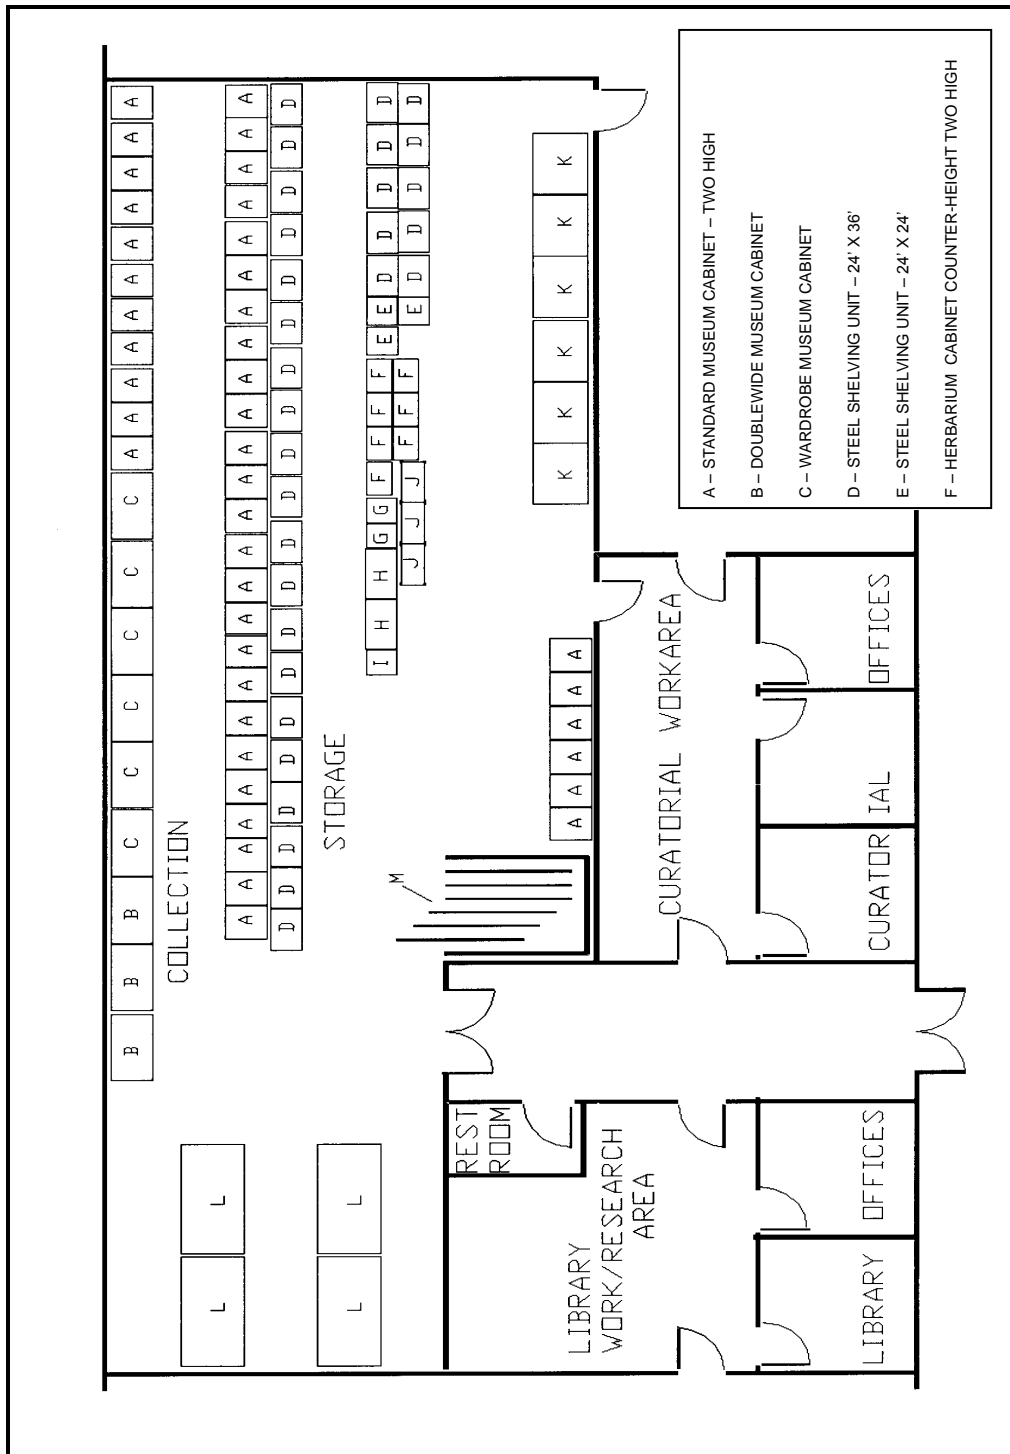 B B B C C C C C C A A A A A A A A A A A
COLLECTION
L L
A A A A A A A A A A A A A A A A A A A A A A A A A
D D D D D D D D D D D D D D D D D D D D
STORAGE
L L
I H H G G F F F F E E D D D D D
M
J J J F F F E D D D D D
A A A A A A K K K K K K
REST
ROOM
LIBRARY
WORK/RESEARCH
AREA
CURATORIAL WORKAREA
LIBRARY OFFICES
CURATOR IAL OFFICES
A – STANDARD MUSEUM CABINET – TWO HIGH
B – DOUBLEWIDE MUSEUM CABINET
C – WARDROBE MUSEUM CABINET
D – STEEL SHELVING UNIT – 24' X 36'
E – STEEL SHELVING UNIT – 24' X 24'
F – HERBARIUM CABINET COUNTER-HEIGHT TWO HIGH